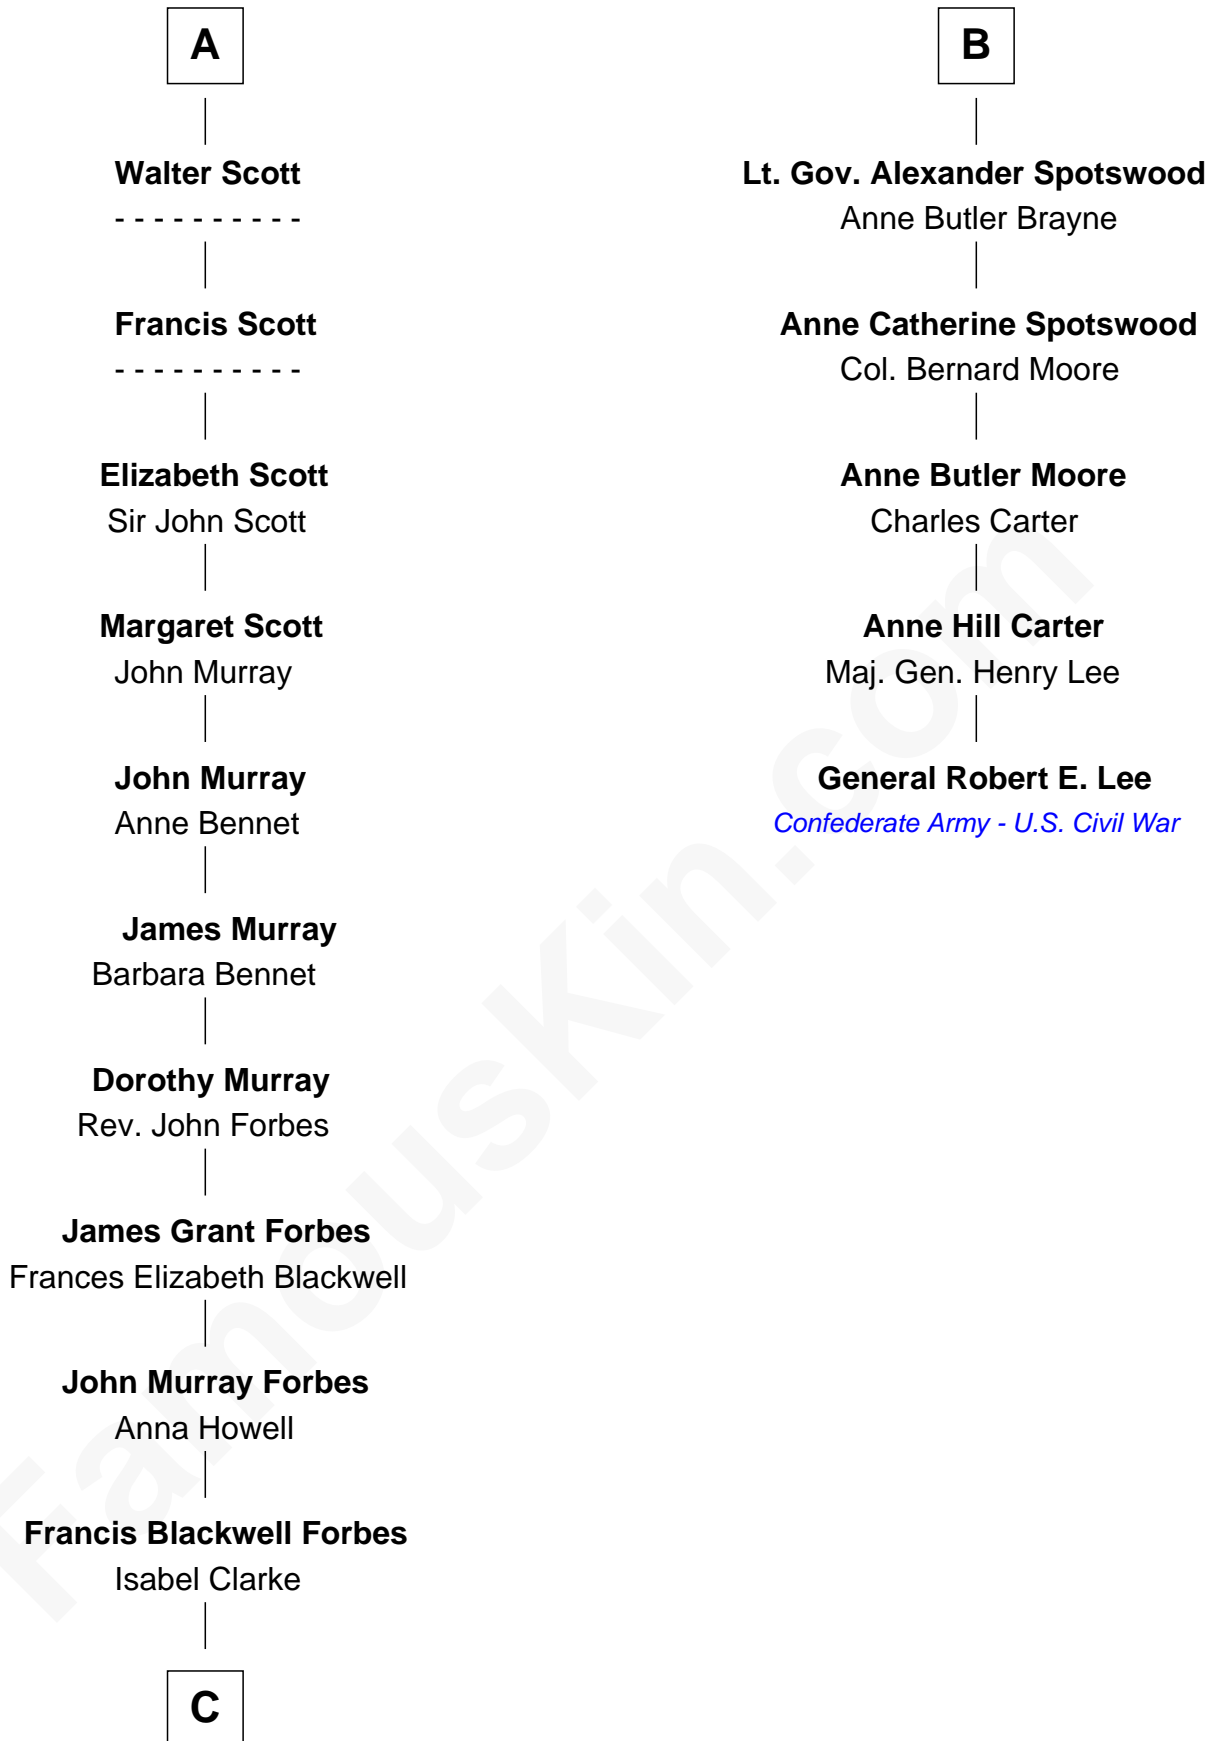 A
Walter Scott
- - - - - - - - - -
Francis Scott
- - - - - - - - - -
Elizabeth Scott
Sir John Scott
Margaret Scott
John Murray
John Murray
Anne Bennet
James Murray
Barbara Bennet
Dorothy Murray
Rev. John Forbes
James Grant Forbes
Frances Elizabeth Blackwell
John Murray Forbes
Anna Howell
Francis Blackwell Forbes
Isabel Clarke
C
B
Lt. Gov. Alexander Spotswood
Anne Butler Brayne
Anne Catherine Spotswood
Col. Bernard Moore
Anne Butler Moore
Charles Carter
Anne Hill Carter
Maj. Gen. Henry Lee
General Robert E. Lee
Confederate Army - U.S. Civil War
FamousKin.com